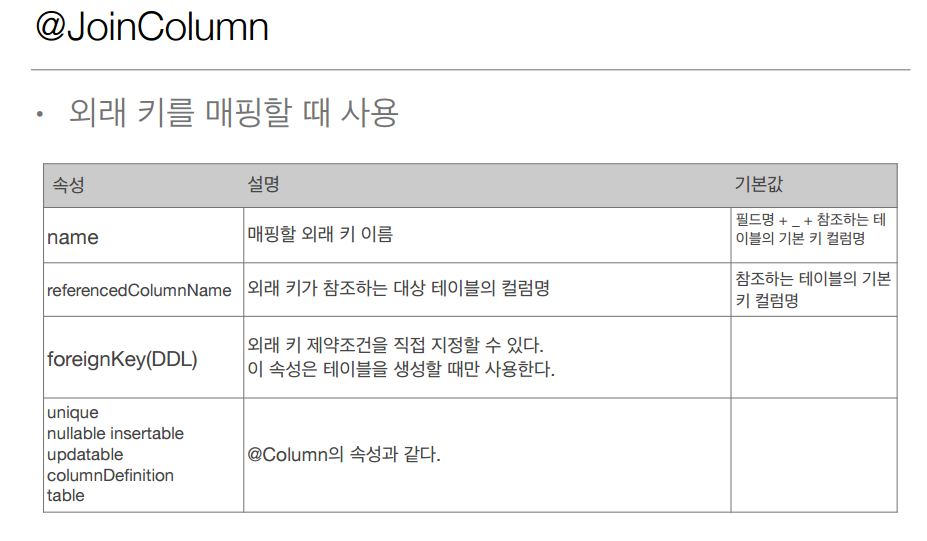 @JoinColumn
• 외래 키를 매핑할 때 사용
속성 설명 기본값
name 매핑할 외래 키 이름 필드명 + _ + 참조하는 테
이블의 기본 키 컬럼명
referencedColumnName 외래 키가 참조하는 대상 테이블의 컬럼명 참조하는 테이블의 기본
키 컬럼명
foreignKey(DDL) 외래 키 제약조건을 직접 지정할 수 있다.
이 속성은 테이블을 생성할 때만 사용한다.
unique
nullable insertable
updatable
columnDefinition
table
@Column의 속성과 같다.